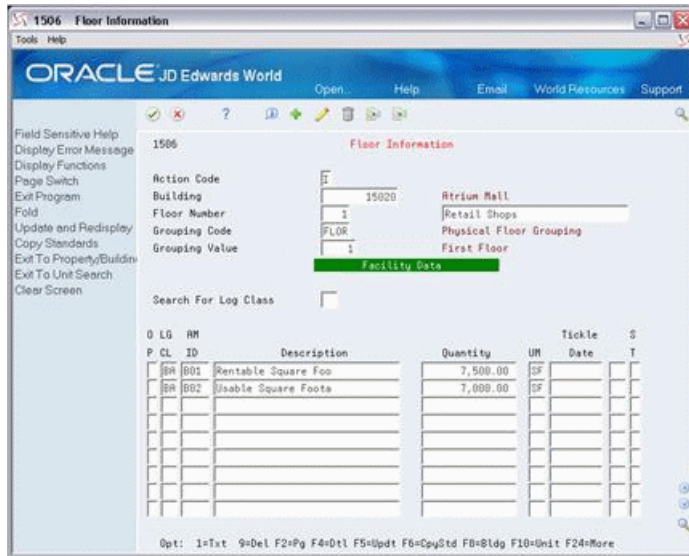 1506 Floor Information
Tools Help
ORACLE JD Edwards World
Open... Help Email World Resources Support
Field Sensitive Help
Display Error Message
Display Functions
Page Switch
Exit Program
Fold
Update and Redisplay
Copy Standards
Exit To Property/Buildin
Exit To Unit Search
Clear Screen
1506 Floor Information
Action Code I
Building 15020 Atrium Mall
Floor Number 1 Retail Shops
Grouping Code FLOR Physical Floor Grouping
Grouping Value 1 First Floor
Facility Data
Search For Log Class
O LG AM Tickle S
P CL ID Description Quantity UM Date T
BA B01 Rentable Square Foo 7,500.00 SF
BA B02 Usable Square Foota 7,000.00 SF
Opt: 1=Txt 9=Del F2=Pg F4=Dtl F5=Updt F6=CpyStd F8=Bldg F10=Unit F24=More